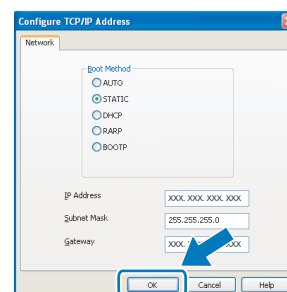 Configure TCP/IP Address
Network
Boot Method
AUTO
STATIC
DHCP
RARP
BOOTP
IP Address XXX. XXX. XXX. XXX
Subnet Mask 255.255.255.0
Gateway XXX.
OK Cancel Help